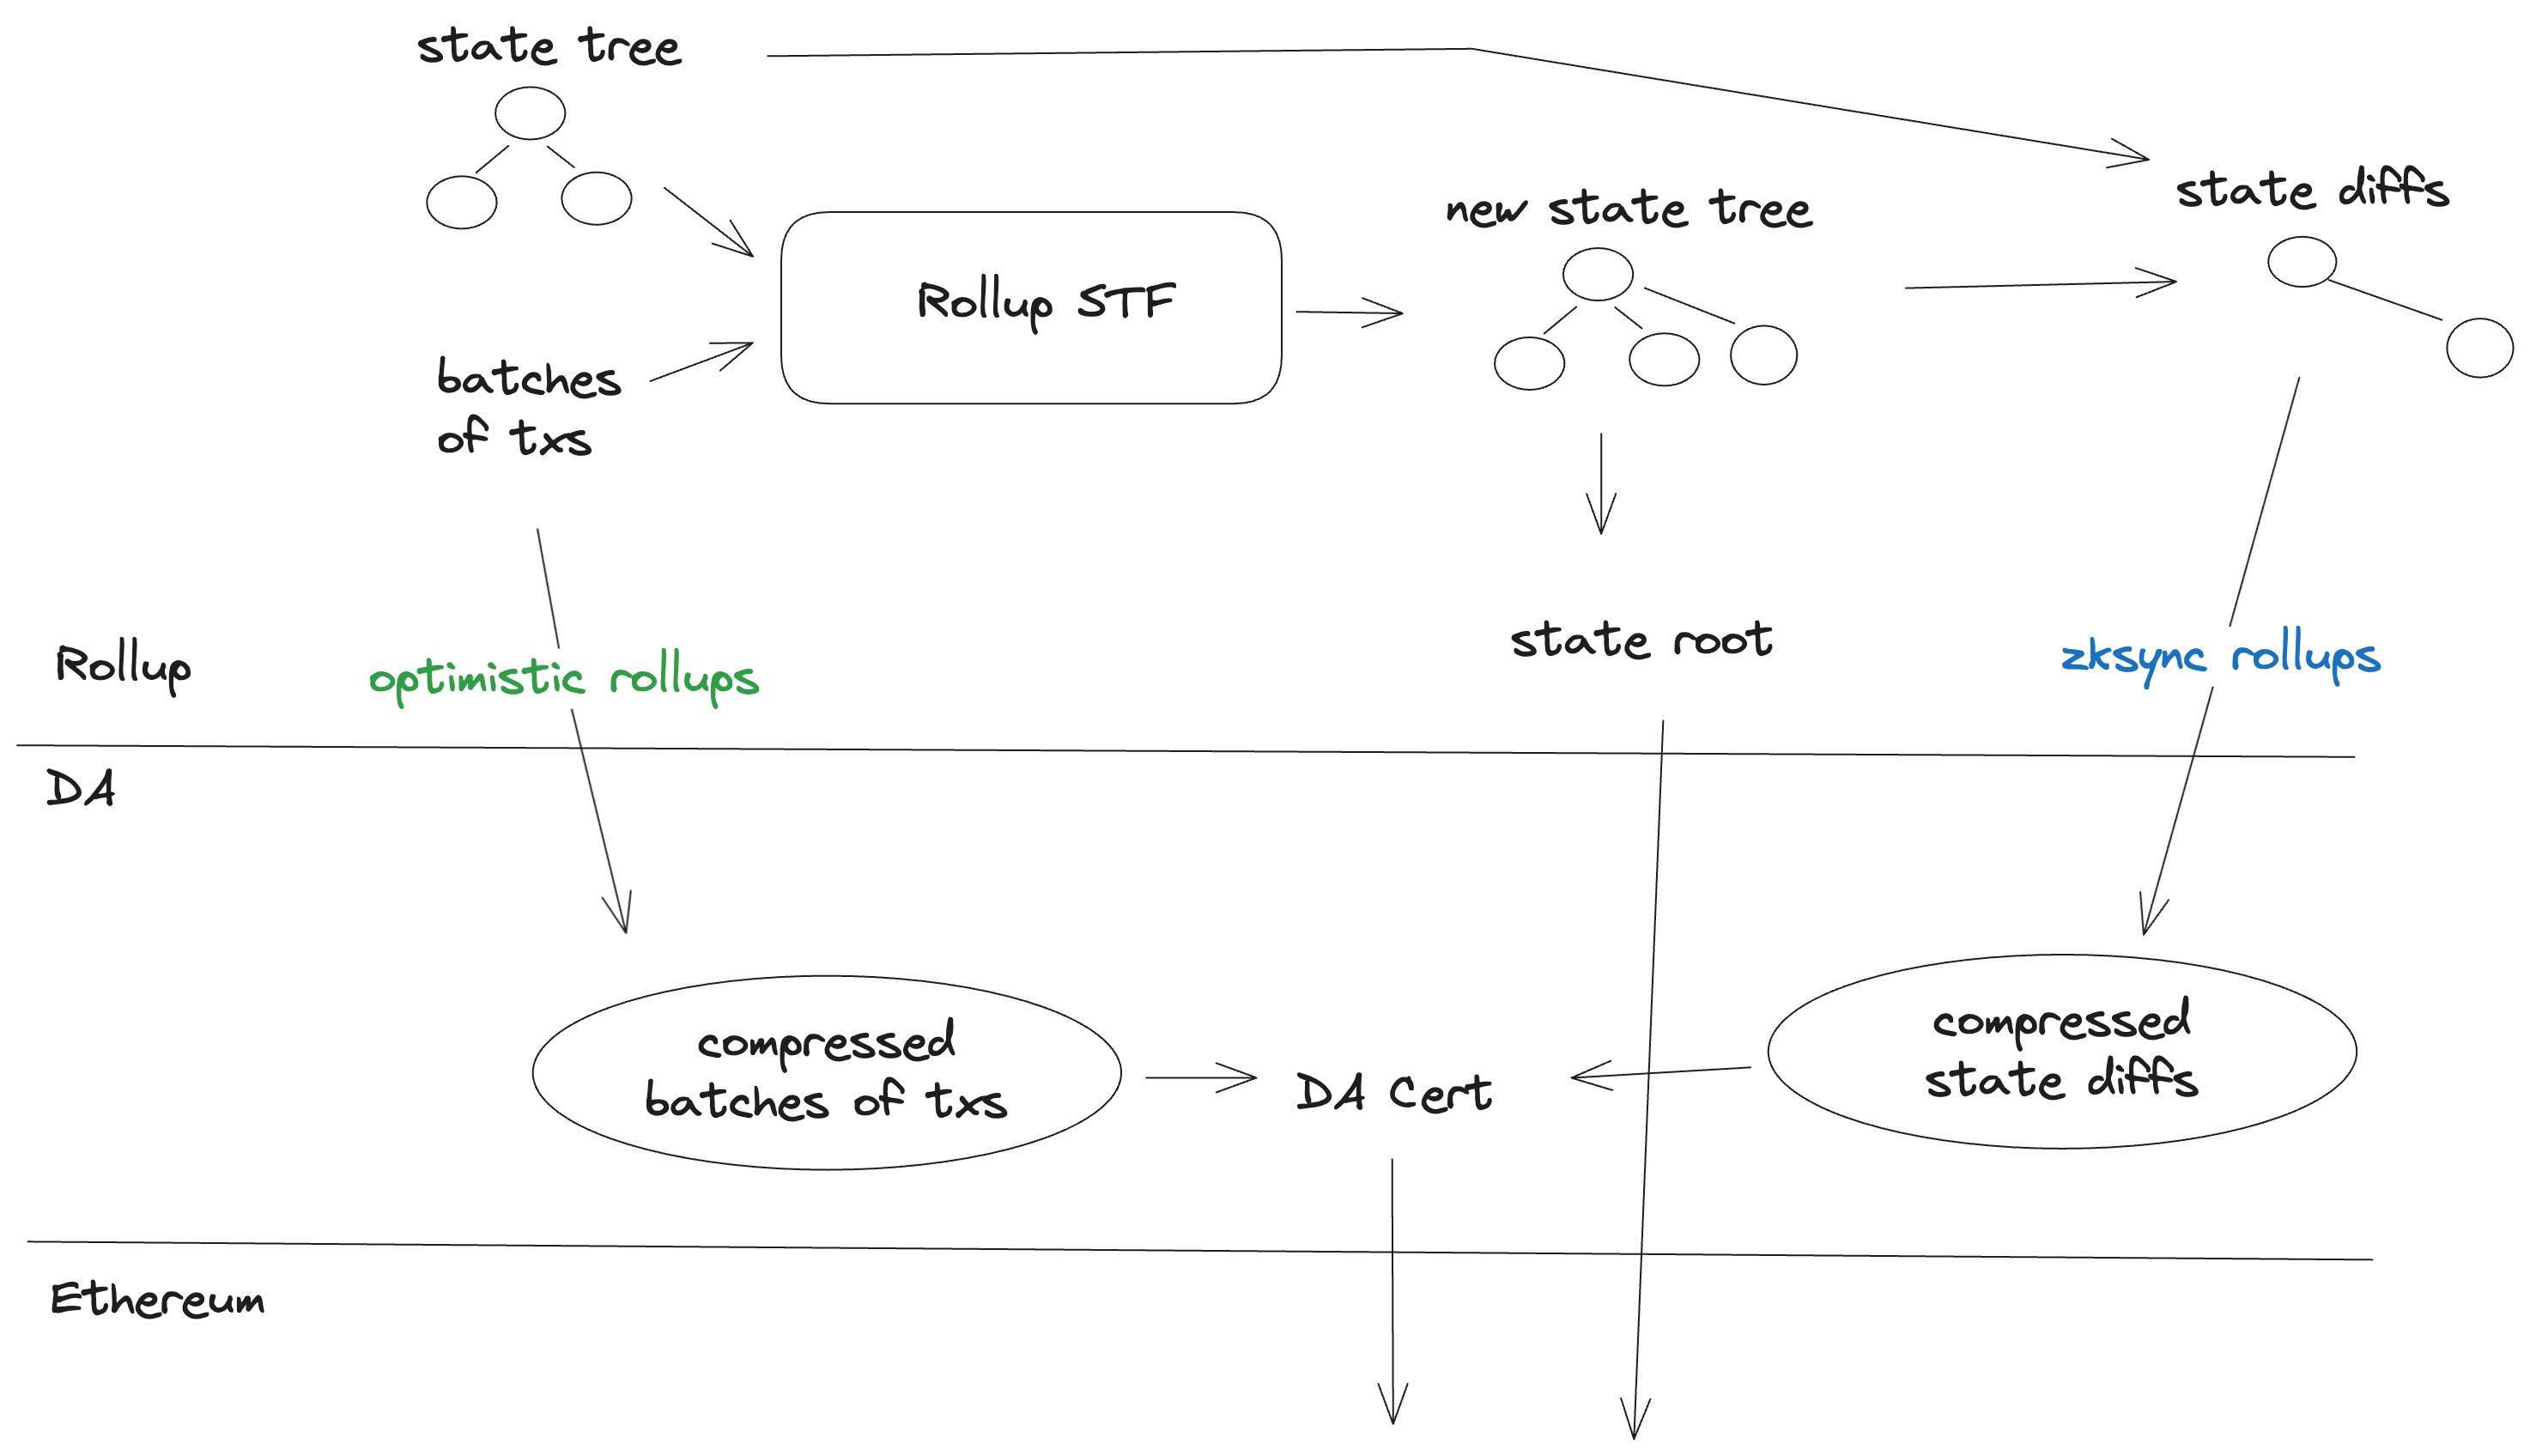 state tree
state diffs
new state tree
Rollup STF
batches
of txs
state root
Rollup
optimistic rollups
zksync rollups
DA
compressed
batches of txs
DA Cert
compressed
state diffs
Ethereum